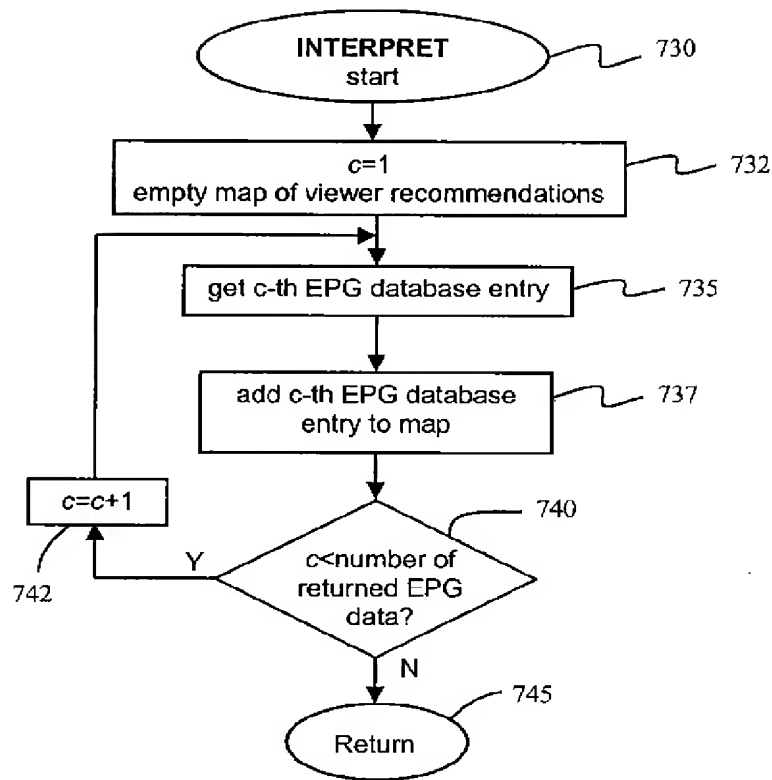 INTERPRET
start
730
c=1
empty map of viewer recommendations
732
get c-th EPG database entry
735
add c-th EPG database
entry to map
737
c=c+1
742
Y
c<number of
returned EPG
data?
740
N
Return
745